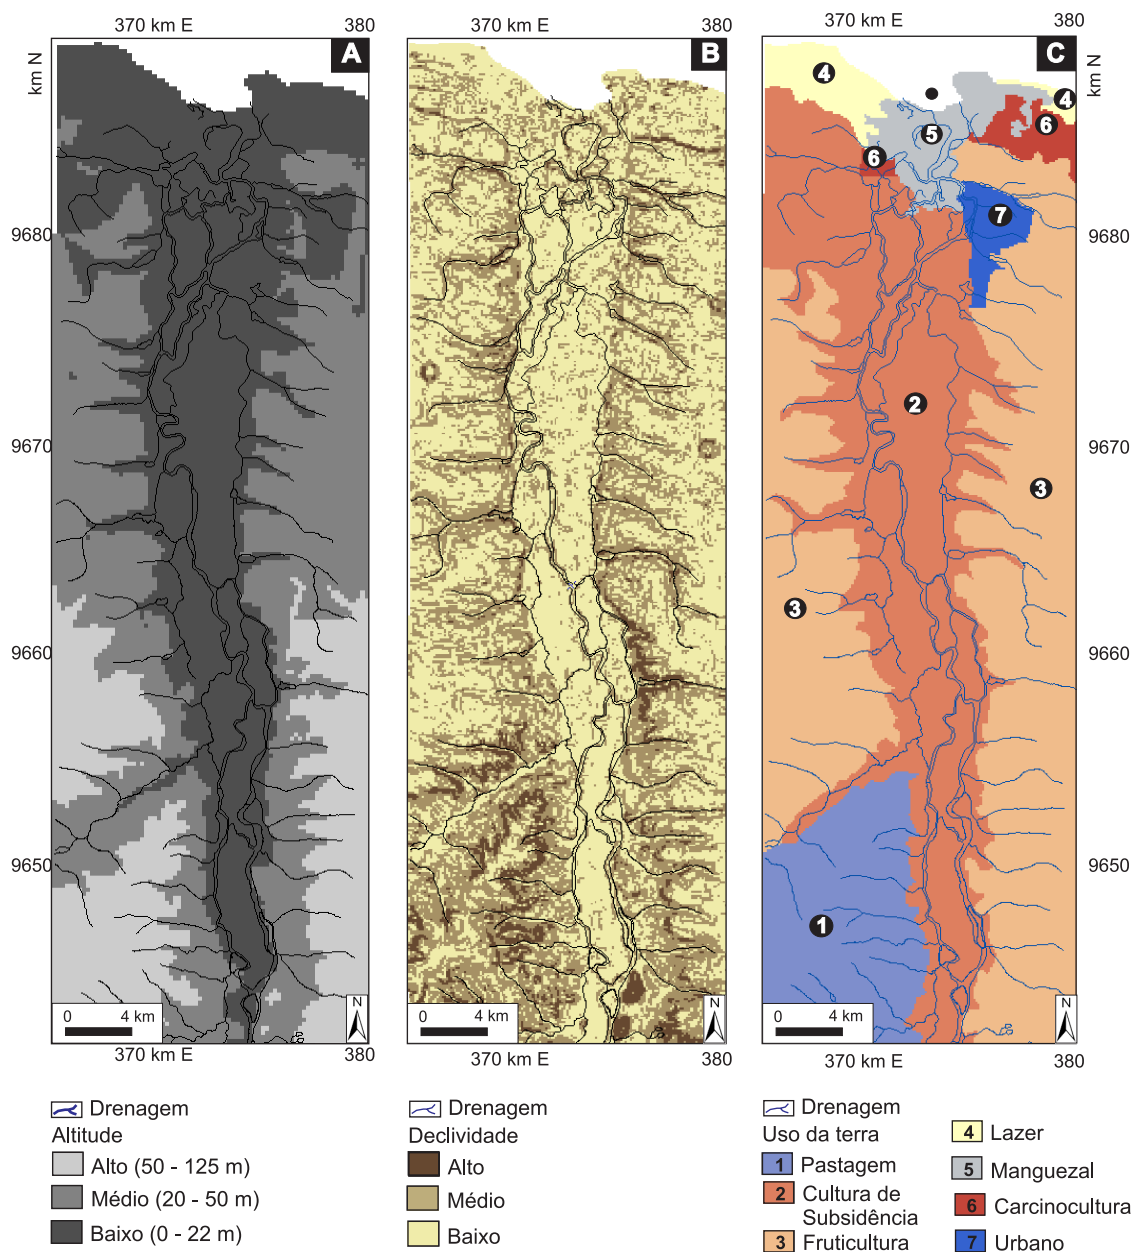 370 km E
380
370 km E
380
370 km E
380
km N
A
B
C
km N
4
4
5
6
6
7
9680
9680
2
9670
9670
3
3
9660
9660
9650
9650
1
N
0 4 km
N
0 4 km
N
0 4 km
370 km E
380
370 km E
380
370 km E
380
Drenagem
Altitude
Alto (50 - 125 m)
Médio (20 - 50 m)
Baixo (0 - 22 m)
Drenagem
Declividade
Alto
Médio
Baixo
Drenagem
Uso da terra
1 Pastagem
2 Cultura de
Subsidência
3 Fruticultura
4 Lazer
5 Manguezal
6 Carcinocultura
7 Urbano